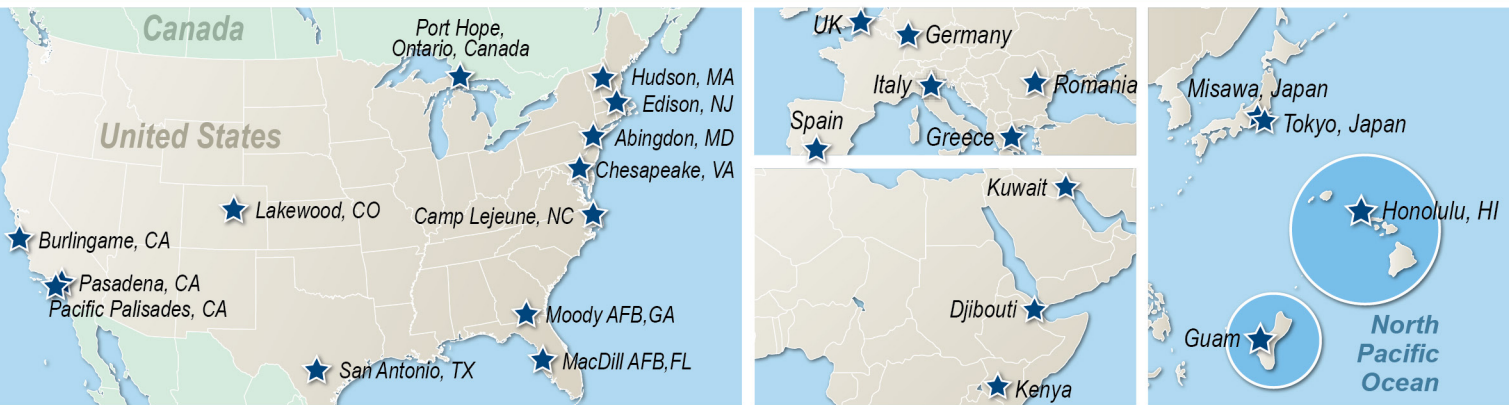 Canada
Port Hope,
Ontario, Canada
Hudson, MA
Edison, NJ
United States
Abingdon, MD
Chesapeake, VA
Lakewood, CO
Camp Lejeune, NC
Burlingame, CA
Pasadena, CA
Pacific Palisades, CA
Moody AFB,GA
MacDill AFB,FL
San Antonio, TX
UK
Germany
Italy
Romania
Spain
Greece
Kuwait
Djibouti
Kenya
Misawa, Japan
Tokyo, Japan
Honolulu, HI
Guam
North
Pacific
Ocean